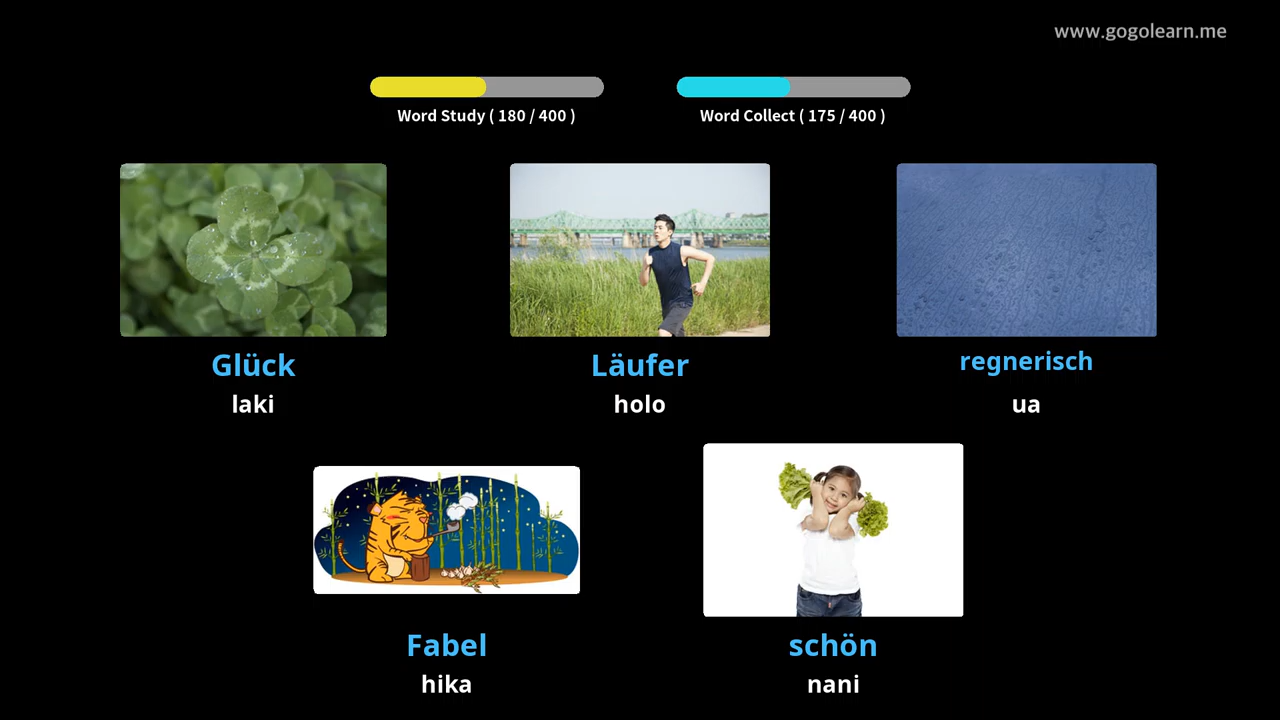 www.gogolearn.me
Word Study ( 180 / 400 )
Word Collect ( 175 / 400 )
Glück
laki
Läufer
holo
regnerisch
ua
Fabel
hika
schön
nani